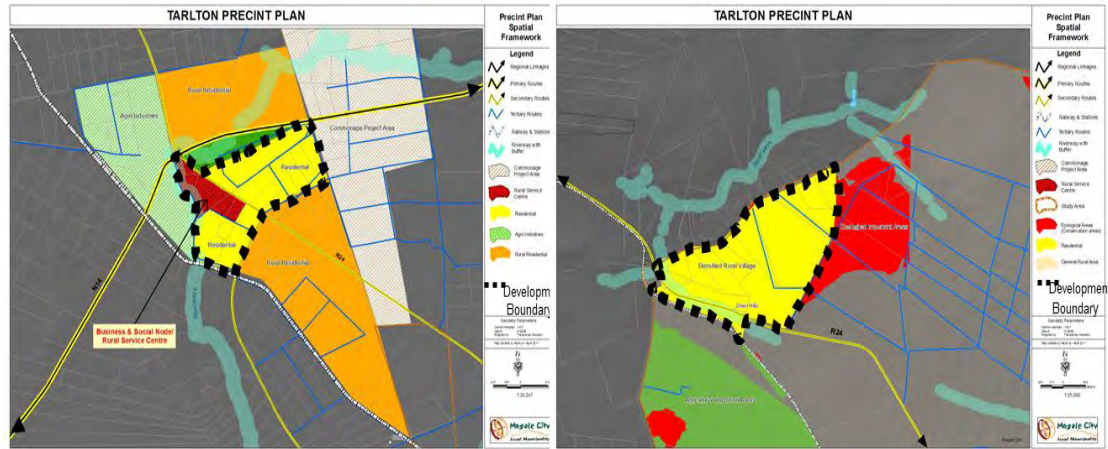 TARLTON PRECINT PLAN
Rural Residential
Agro Industries
Commonage Project Area
Residential
Residential
Rural Residential
R24
N14
Business & Social Node/
Rural Service Centre
Precint Plan
Spatial
Framework
Legend
Regional Linkages
Primary Routes
Secondary Routes
Tertiary Routes
Railway & Stations
Riverway with
Buffer
Commonage
Project Area
Rural Service
Centre
Residential
Agro Industries
Rural Residential
Development
Boundary
N
Mogale City
Local Municipality
TARLTON PRECINT PLAN
Ecological Important Areas
Densified Rural Village
R24
Precint Plan
Spatial
Framework
Legend
Regional Linkages
Primary Routes
Secondary Routes
Railway & Stations
Tertiary Routes
Riverway with
Buffer
Commonage
Project Area
Rural Service
Centre
Study Area
Ecological Areas
(Conservation areas)
Residential
General Rural Area
Developmen
Boundary
N
Mogale City
Local Municipality